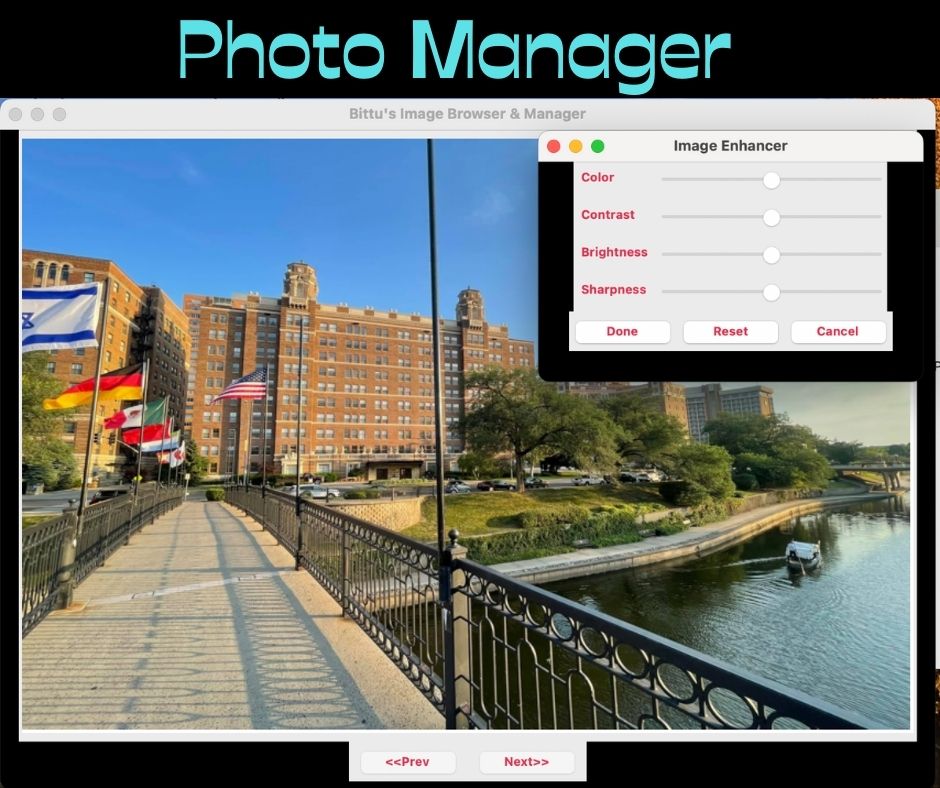 Photo Manager
Bittu's Image Browser & Manager
Image Enhancer
Color
Contrast
Brightness
Sharpness
Done Reset Cancel
<<Prev Next>>